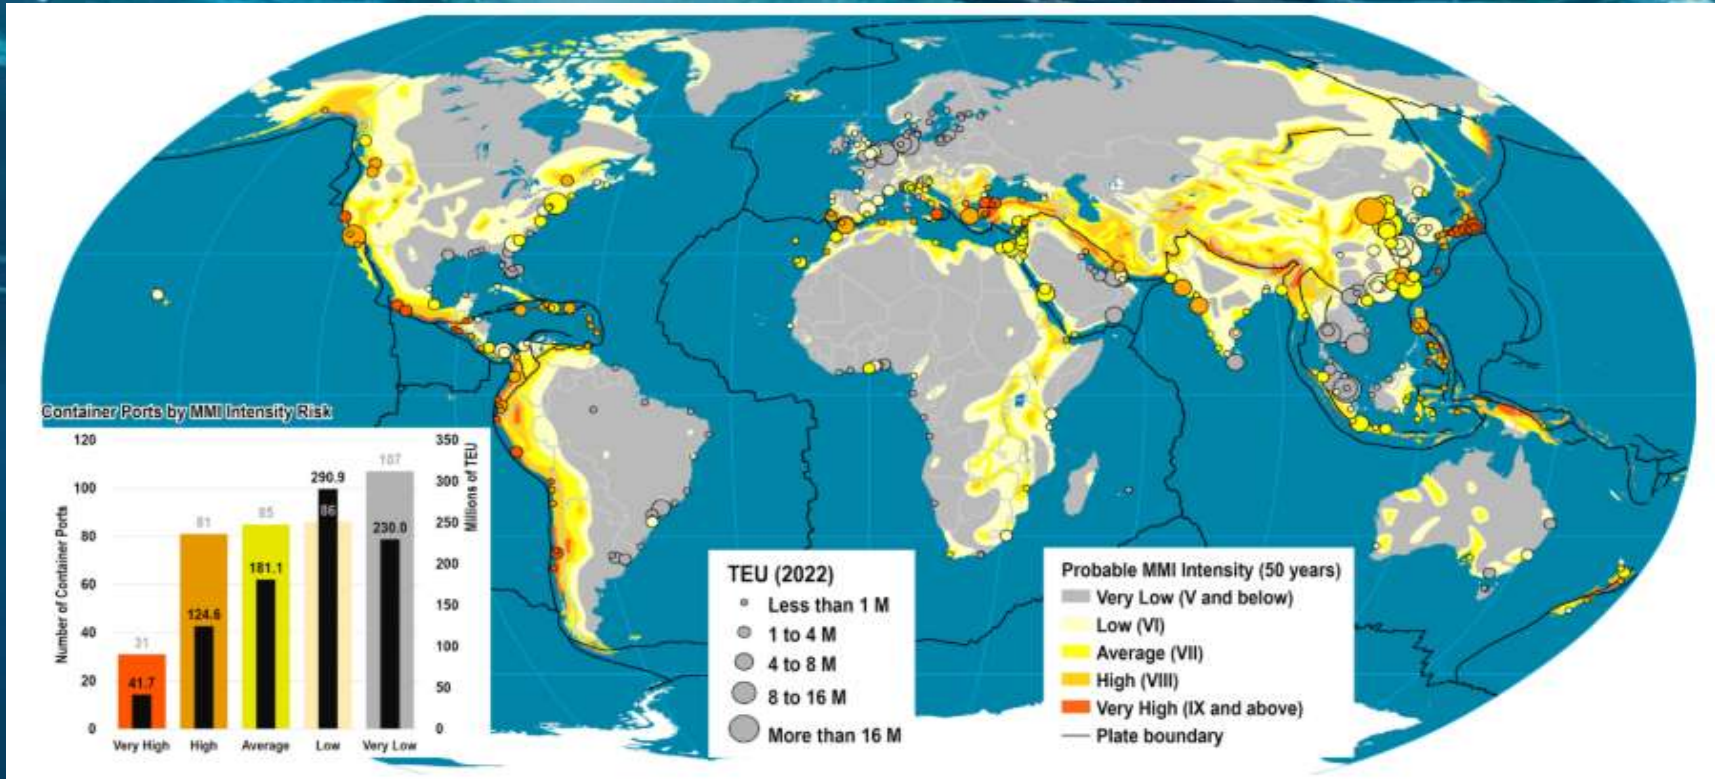 Container Ports by MMI Intensity Risk
Number of Container Ports
120
100
80
60
40
20
0
31
41.7
81
124.6
85
181.1
290.9
86
107
230.0
350
300
250
200
150
100
50
0
Millions of TEU
Very High
High
Average
Low
Very Low
TEU (2022)
Less than 1 M
1 to 4 M
4 to 8 M
8 to 16 M
More than 16 M
Probable MMI Intensity (50 years)
Very Low (V and below)
Low (VI)
Average (VII)
High (VIII)
Very High (IX and above)
Plate boundary